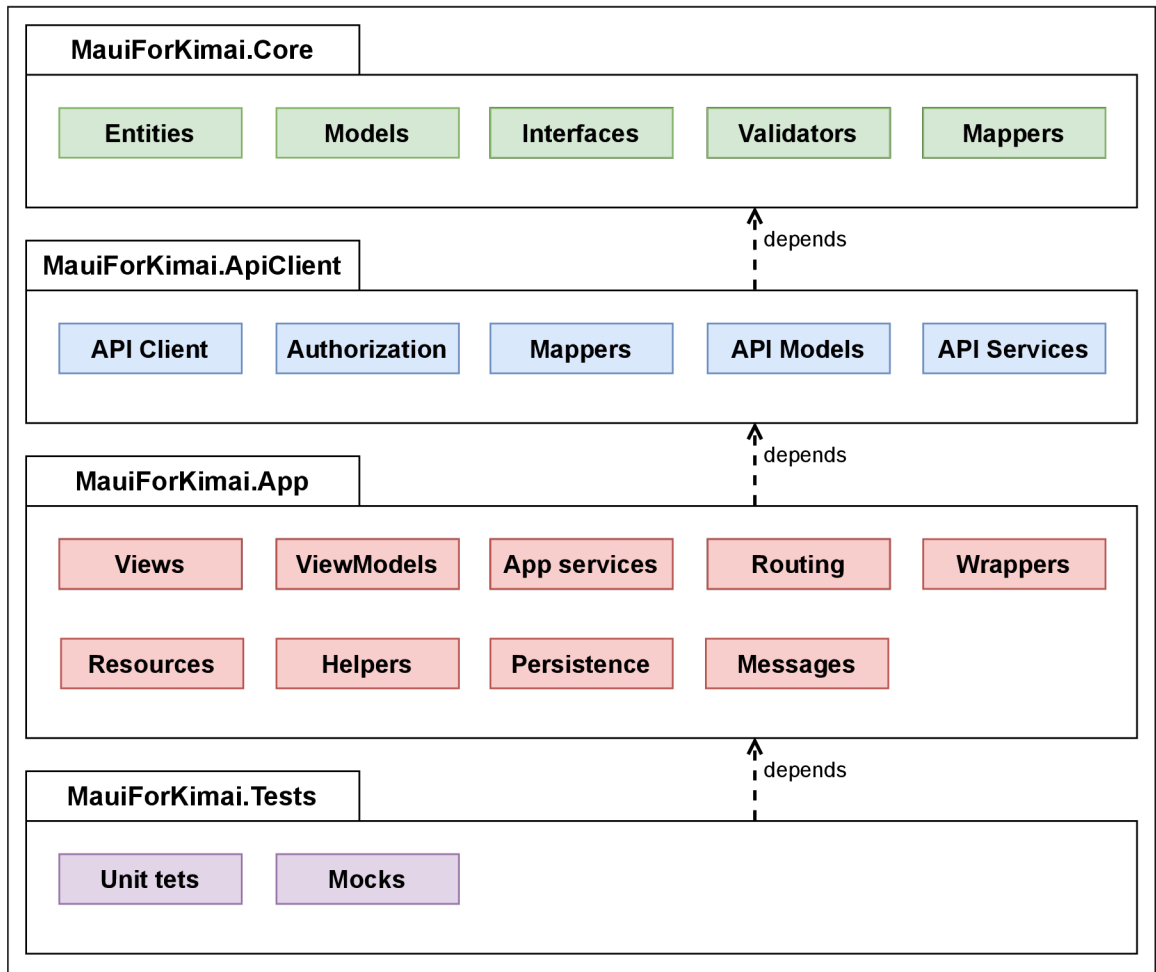 MauiForKimai.Core
Entities
Models
Interfaces
Validators
Mappers
depends
MauiForKimai.ApiClient
API Client
Authorization
Mappers
API Models
API Services
depends
MauiForKimai.App
Views
ViewModels
App services
Routing
Wrappers
Resources
Helpers
Persistence
Messages
depends
MauiForKimai.Tests
Unit tets
Mocks